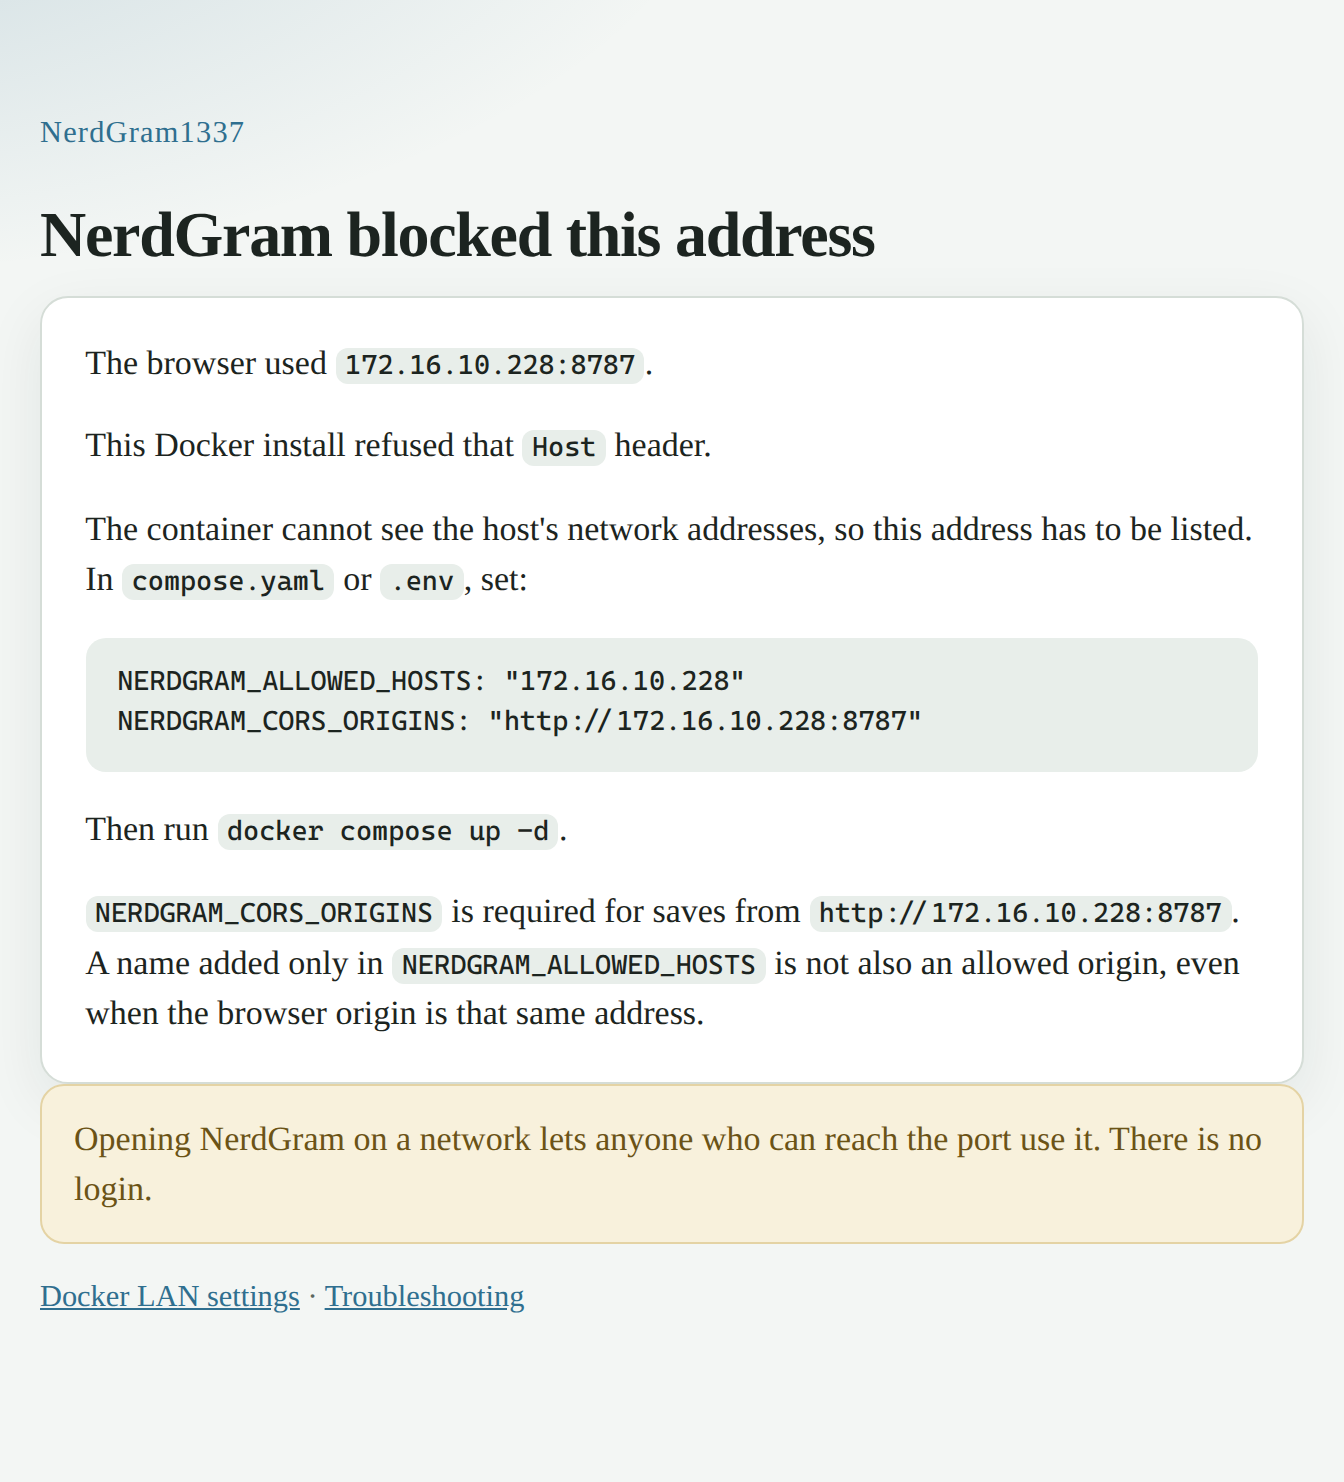 NerdGram1337
NerdGram blocked this address
The browser used 172.16.10.228:8787.
This Docker install refused that Host header.
The container cannot see the host's network addresses, so this address has to be listed.
In compose.yaml or .env, set:
NERDGRAM_ALLOWED_HOSTS: "172.16.10.228"
NERDGRAM_CORS_ORIGINS: "http://172.16.10.228:8787"
Then run docker compose up -d.
NERDGRAM_CORS_ORIGINS is required for saves from http://172.16.10.228:8787.
A name added only in NERDGRAM_ALLOWED_HOSTS is not also an allowed origin, even
when the browser origin is that same address.
Opening NerdGram on a network lets anyone who can reach the port use it. There is no
login.
Docker LAN settings · Troubleshooting